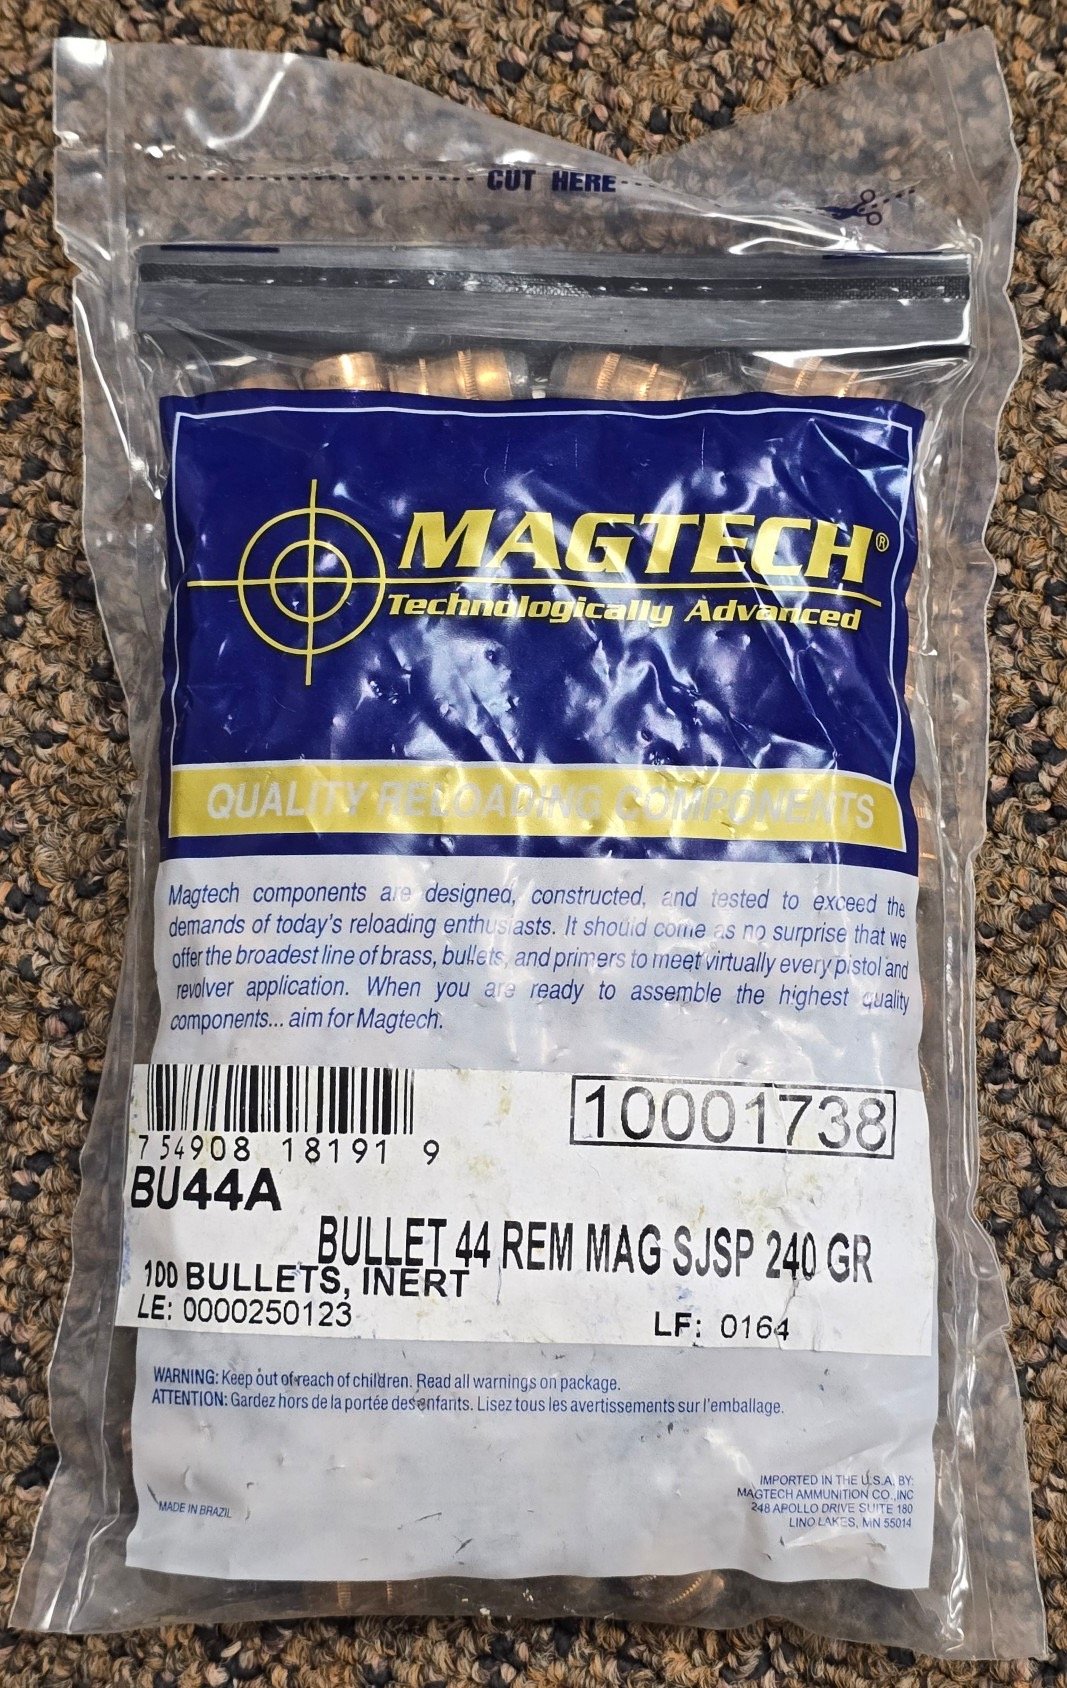 CUT HERE
MAGTECH®
Technologically Advanced
QUALITY RELOADING COMPONENTS
Magtech components are designed, constructed, and tested to exceed the
demands of today's reloading enthusiasts. It should come as no surprise that we
offer the broadest line of brass, bullets, and primers to meet virtually every pistol and
revolver application. When you are ready to assemble the highest quality
components... aim for Magtech.
7 54908 18191 9
10001738
BU44A
BULLET 44 REM MAG SJSP 240 GR
100 BULLETS, INERT
LE: 0000250123 LF: 0164
WARNING: Keep out of reach of children. Read all warnings on package.
ATTENTION: Gardez hors de la portée des enfants. Lisez tous les avertissements sur l'emballage.
MADE IN BRAZIL
IMPORTED IN THE U.S.A. BY:
MAGTECH AMMUNITION CO.,INC
248 APOLLO DRIVE SUITE 180
LINO LAKES, MN 55014